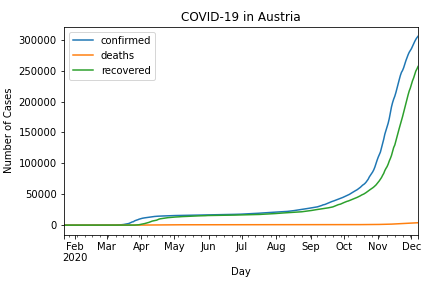 COVID-19 in Austria
confirmed
deaths
recovered
Number of Cases
300000
250000
200000
150000
100000
50000
0
Feb Mar Apr May Jun Jul Aug Sep Oct Nov Dec
2020
Day